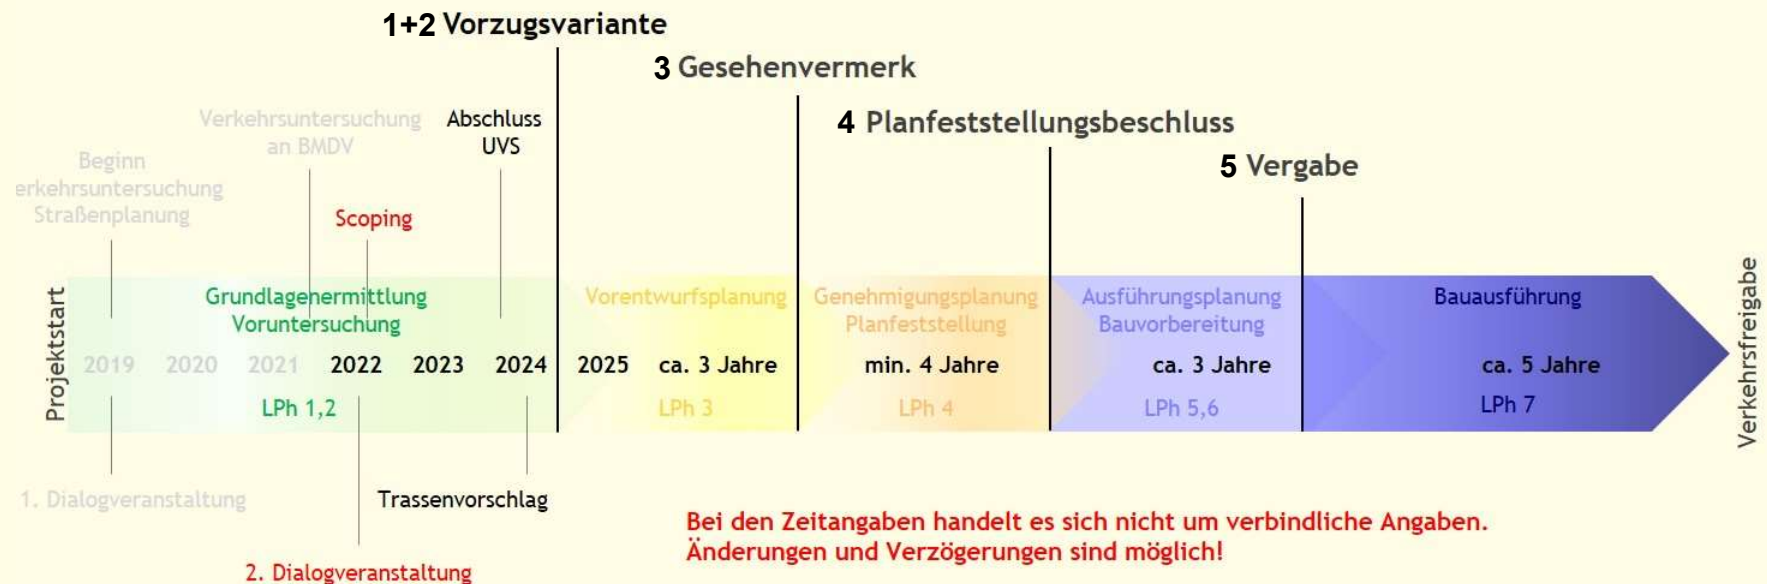 1+2 Vorzugsvariante
3 Gesehenvermerk
4 Planfeststellungsbeschluss
5 Vergabe
Verkehrsuntersuchung
an BMDV
Abschluss
UVS
Beginn
erkehrsuntersuchung
Straßenplanung
Scoping
Projektstart
Grundlagenermittlung
Voruntersuchung
Vorentwurfsplanung
Genehmigungsplanung
Planfeststellung
Ausführungsplanung
Bauvorbereitung
Bauausführung
2019 2020 2021 2022 2023 2024 2025 ca. 3 Jahre min. 4 Jahre ca. 3 Jahre ca. 5 Jahre
LPh 1,2 LPh 3 LPh 4 LPh 5,6 LPh 7
Verkehrsfreigabe
1. Dialogveranstaltung
Trassenvorschlag
2. Dialogveranstaltung
Bei den Zeitangaben handelt es sich nicht um verbindliche Angaben.
Änderungen und Verzögerungen sind möglich!